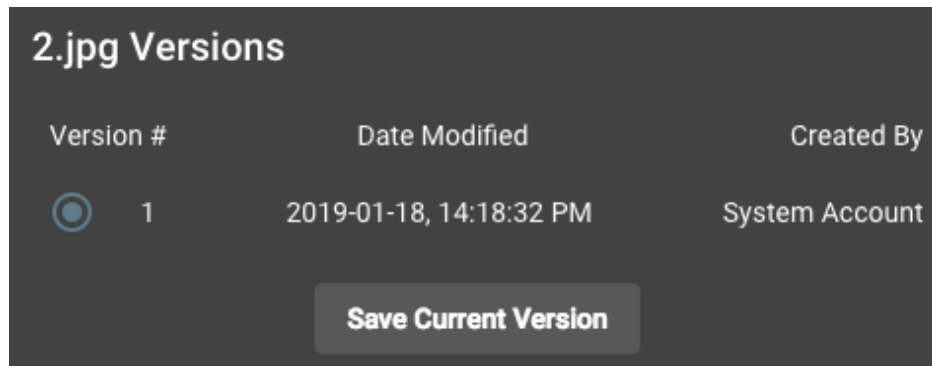 2.jpg Versions
Version # Date Modified Created By
1 2019-01-18, 14:18:32 PM System Account
Save Current Version